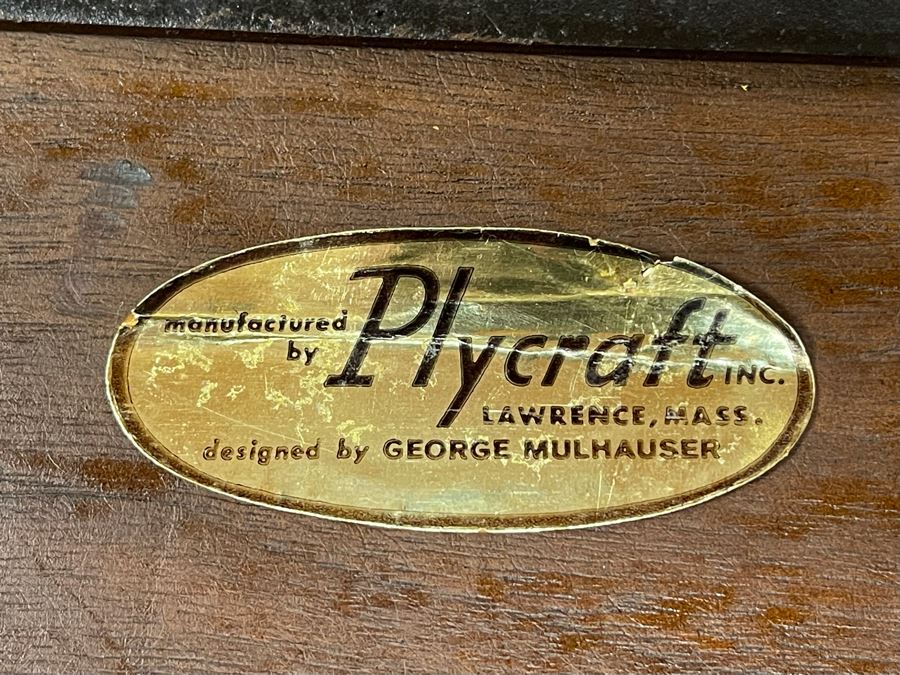 manufactured
by Plycraft INC.
LAWRENCE, MASS.
designed by GEORGE MULHAUSER